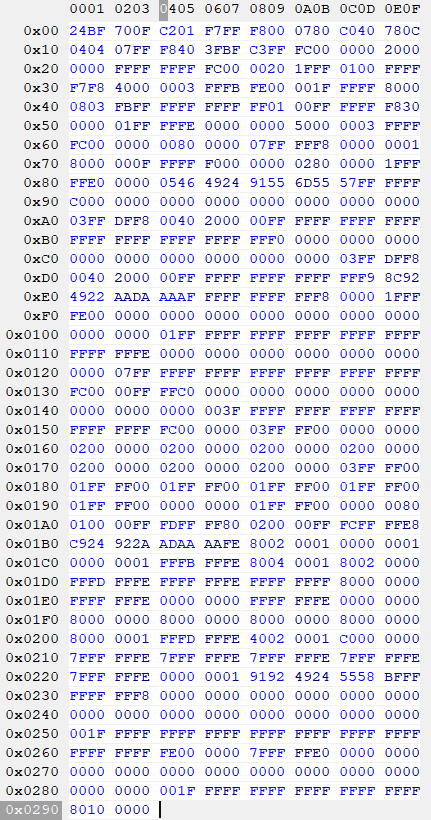 0001 0203 0405 0607 0809 0A0B 0C0D 0E0F
0x00 24BF 700F C201 F7FF F800 0780 C040 780C
0x10 0404 07FF F840 3FBF C3FF FC00 0000 2000
0x20 0000 FFFF FFFF FC00 0020 1FFF 0100 FFFF
0x30 F7F8 4000 0003 FFFB FE00 001F FFFF 8000
0x40 0803 FBFF FFFF FFFF FF01 00FF FFFF F830
0x50 0000 01FF FFFE 0000 0000 5000 0003 FFFF
0x60 FC00 0000 0080 0000 07FF FFF8 0000 0001
0x70 8000 000F FFFF F000 0000 0280 0000 1FFF
0x80 FFE0 0000 0546 4924 9155 6D55 57FF FFFF
0x90 C000 0000 0000 0000 0000 0000 0000 0000
0xA0 03FF DFF8 0040 2000 00FF FFFF FFFF FFFF
0xB0 FFFF FFFF FFFF FFFF FFF0 0000 0000 0000
0xC0 0000 0000 0000 0000 0000 0000 03FF DFF8
0xD0 0040 2000 00FF FFFF FFFF FFFF FFF9 8C92
0xE0 4922 AADA AAAF FFFF FFFF FFF8 0000 1FFF
0xF0 FE00 0000 0000 0000 0000 0000 0000 0000
0x0100 0000 0000 01FF FFFF FFFF FFFF FFFF FFFF
0x0110 FFFF FFFE 0000 0000 0000 0000 0000 0000
0x0120 0000 07FF FFFF FFFF FFFF FFFF FFFF FFFF
0x0130 FC00 00FF FFC0 0000 0000 0000 0000 0000
0x0140 0000 0000 0000 003F FFFF FFFF FFFF FFFF
0x0150 FFFF FFFF FC00 0000 03FF FF00 0000 0000
0x0160 0200 0000 0200 0000 0200 0000 0200 0000
0x0170 0200 0000 0200 0000 0200 0000 03FF FF00
0x0180 01FF FF00 01FF FF00 01FF FF00 01FF FF00
0x0190 01FF FF00 0000 0000 01FF FF00 0000 0080
0x01A0 0100 00FF FDFF FF80 0200 00FF FCFF FFE8
0x01B0 C924 922A ADAA AAFE 8002 0001 0000 0001
0x01C0 0000 0001 FFFB FFFE 8004 0001 8002 0000
0x01D0 FFFD FFFE FFFF FFFE FFFF FFFF 8000 0000
0x01E0 FFFF FFFE 0000 0000 FFFF FFFE 0000 0000
0x01F0 8000 0000 8000 0000 8000 0000 8000 0000
0x0200 8000 0001 FFFD FFFE 4002 0001 C000 0000
0x0210 7FFF FFFE 7FFF FFFE 7FFF FFFE 7FFF FFFE
0x0220 7FFF FFFE 0000 0001 9192 4924 5558 BFFF
0x0230 FFFF FFF8 0000 0000 0000 0000 0000 0000
0x0240 0000 0000 0000 0000 0000 0000 0000 0000
0x0250 001F FFFF FFFF FFFF FFFF FFFF FFFF FFFF
0x0260 FFFF FFFF FE00 0000 7FFF FFE0 0000 0000
0x0270 0000 0000 0000 0000 0000 0000 0000 0000
0x0280 0000 0000 001F FFFF FFFF FFFF FFFF FFFF
0x0290 8010 0000